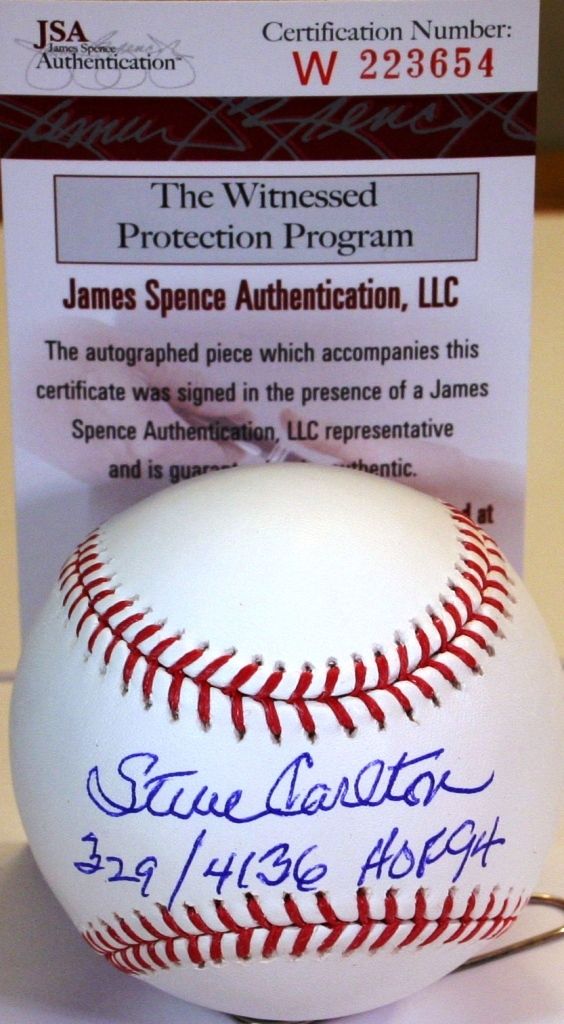 JSA
James Spence
Authentication
Certification Number:
W 223654
The Witnessed
Protection Program
James Spence Authentication, LLC
The autographed piece which accompanies this
certificate was signed in the presence of a James
Spence Authentication, LLC representative
and is
at
Steve Carlton
329/4136 HOF94